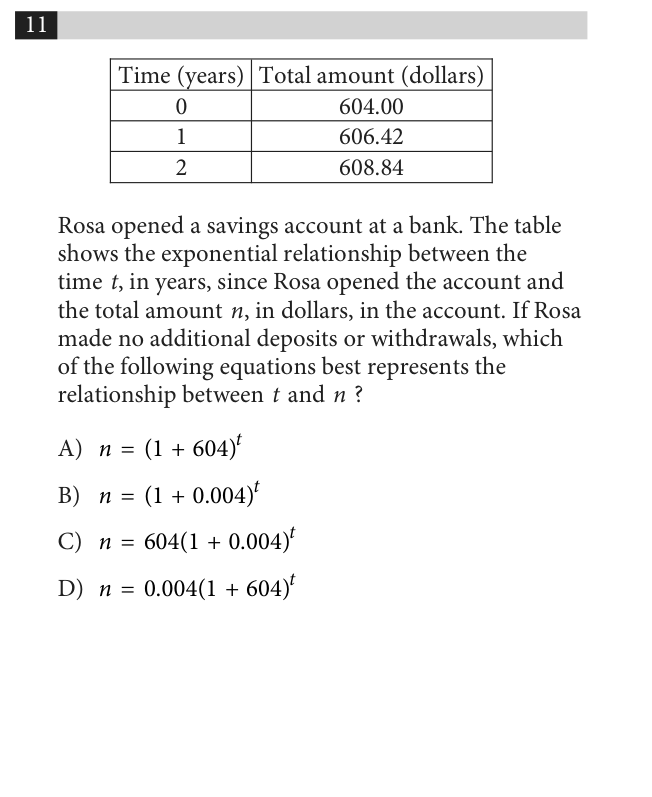 11
Time (years) Total amount (dollars)
0 604.00
1 606.42
2 608.84
Rosa opened a savings account at a bank. The table
shows the exponential relationship between the
time t, in years, since Rosa opened the account and
the total amount n, in dollars, in the account. If Rosa
made no additional deposits or withdrawals, which
of the following equations best represents the
relationship between t and n ?
A) n = (1 + 604)^t
B) n = (1 + 0.004)^t
C) n = 604(1 + 0.004)^t
D) n = 0.004(1 + 604)^t